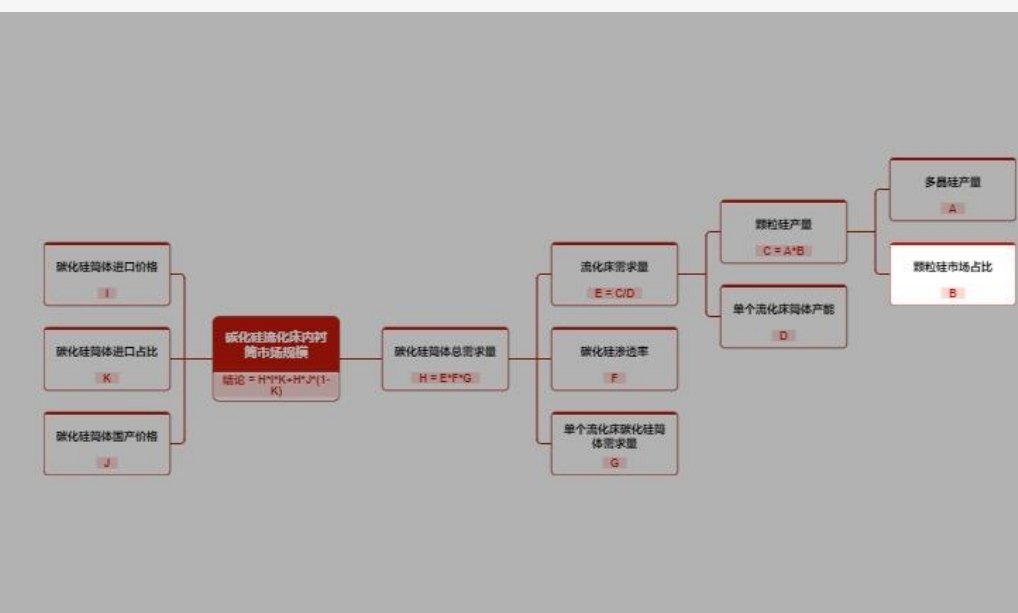 碳化硅筒体进口价格
I
碳化硅筒体进口占比
K
碳化硅筒体国产价格
J
碳化硅流化床内衬
筒市场规模
结论 = H*I*K+H*J*(1-
K)
碳化硅筒体总需求量
H = E*F*G
流化床需求量
E = C/D
碳化硅渗透率
F
单个流化床碳化硅筒
体需求量
G
颗粒硅产量
C = A*B
单个流化床筒体产能
D
多晶硅产量
A
颗粒硅市场占比
B